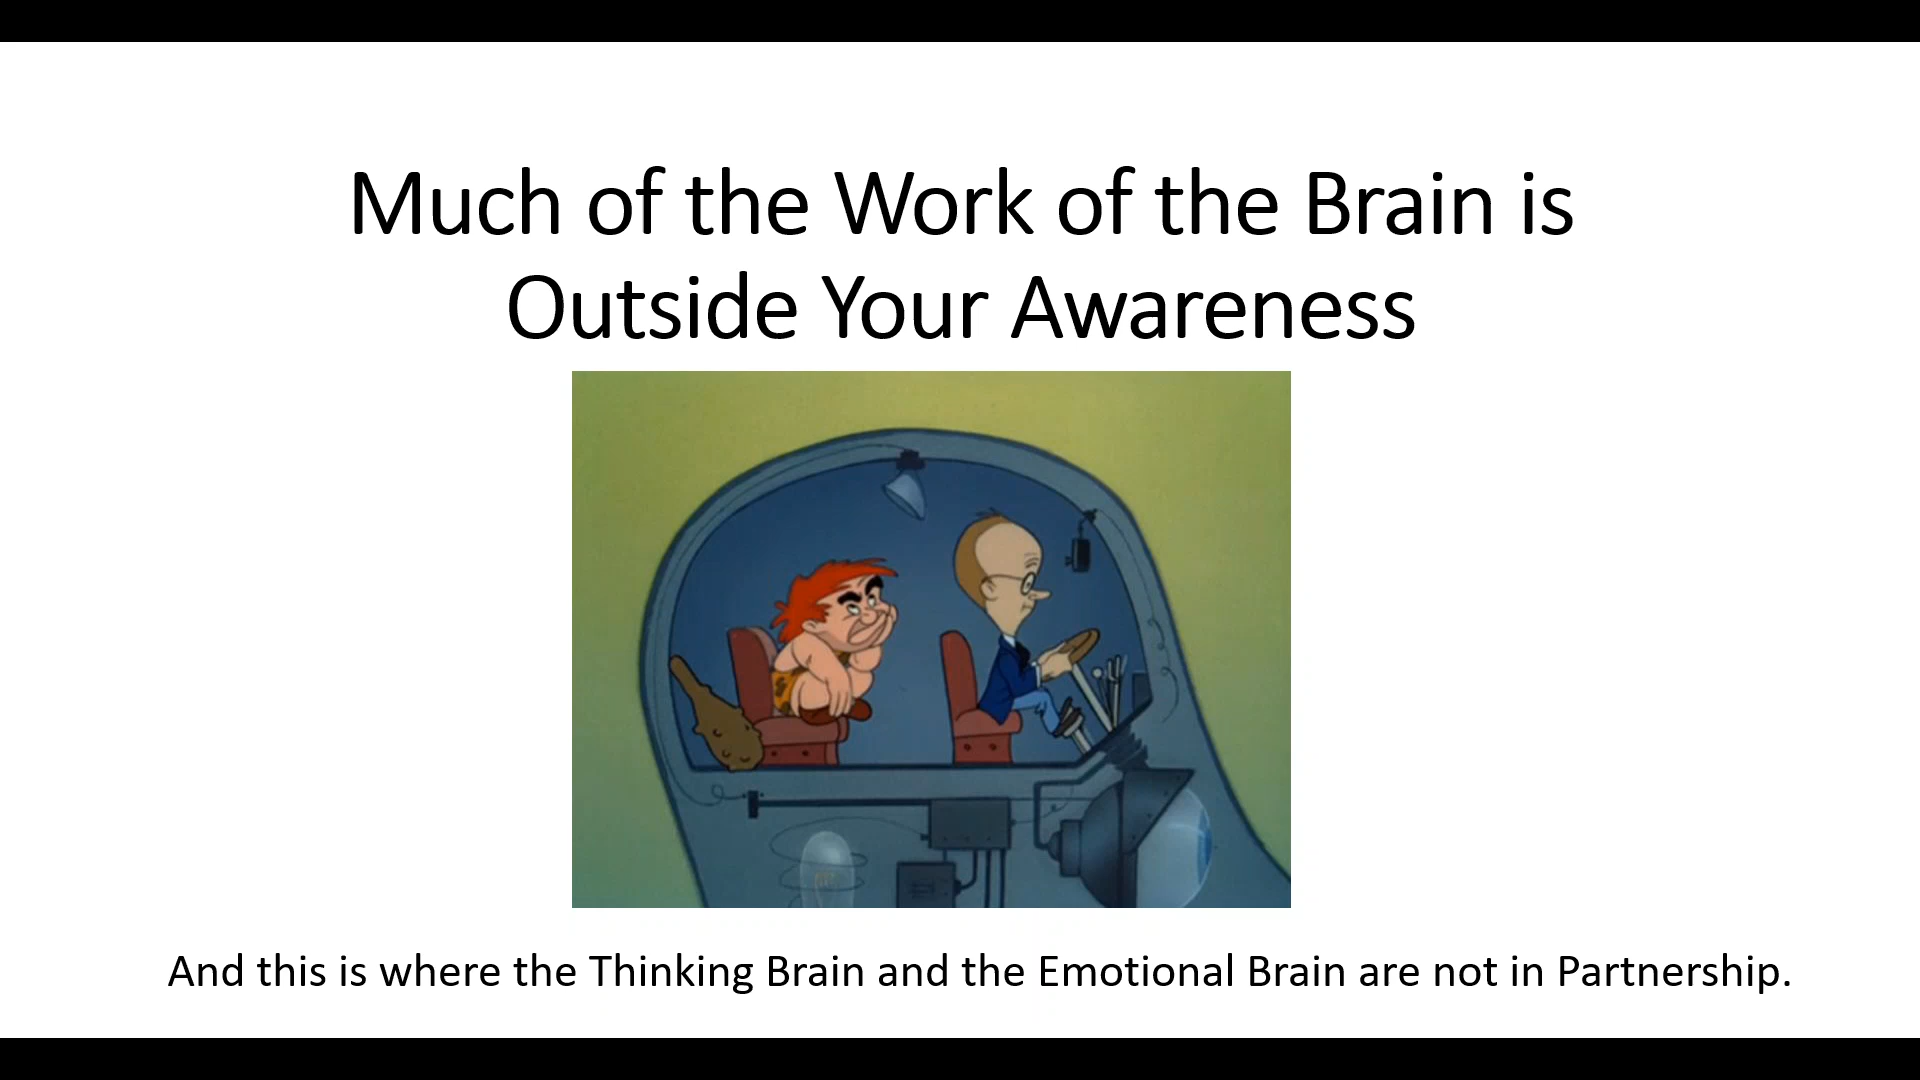 Much of the Work of the Brain is
Outside Your Awareness
And this is where the Thinking Brain and the Emotional Brain are not in Partnership.